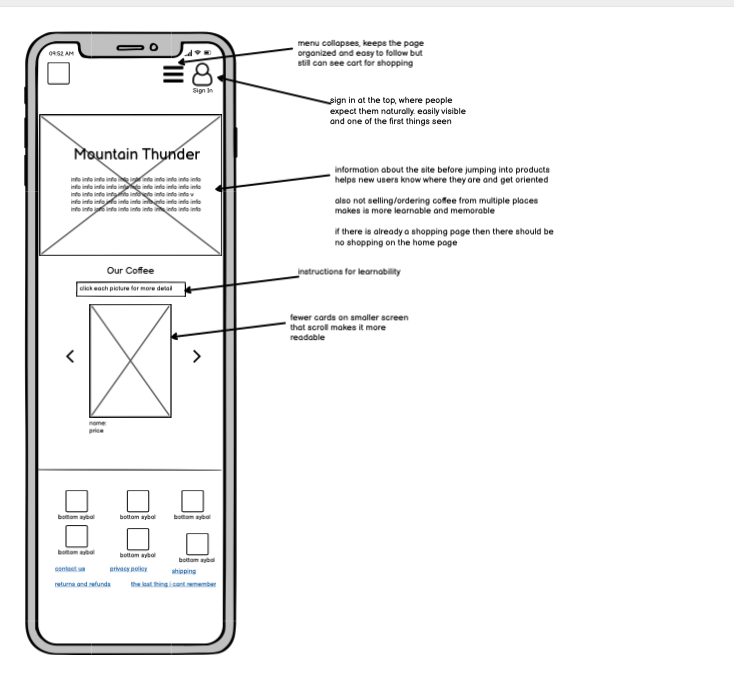 menu collapses, keeps the page
organized and easy to follow but
still can see cart for shopping
09:52 AM
Sign In
sign in at the top, where people
expect them naturally. easily visible
and one of the first things seen
Mountain Thunder
info info info info info info info info info info info
info info info info info info info info info info info
info info info info info info info info info info v
info info info info info info info info info info info
info info info info info info info info info info info
information about the site before jumping into products
helps new users know where they are and get oriented
also not selling/ordering coffee from multiple places
makes is more learnable and memorable
if there is already a shopping page then there should be
no shopping on the home page
Our Coffee
click each picture for more detail
instructions for learnability
fewer cards on smaller screen
that scroll makes it more
readable
name:
price
bottom sybol bottom sybol bottom sybol
bottom sybol bottom sybol bottom sybol
contact us privacy policy shipping
returns and refunds the last thing i cant remember